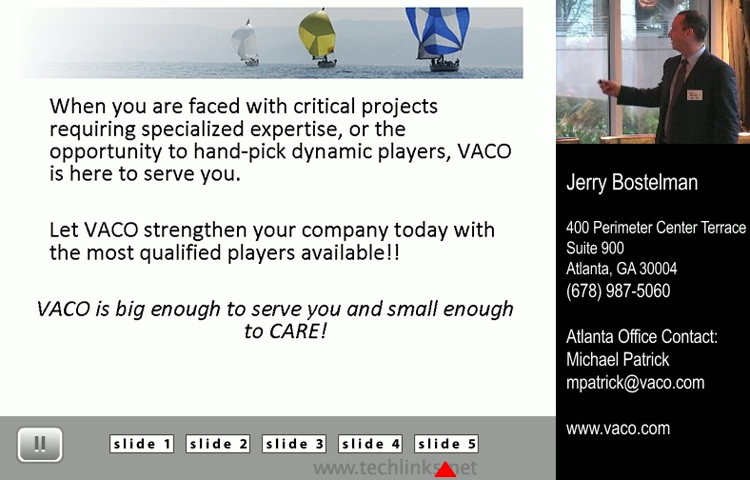 When you are faced with critical projects
requiring specialized expertise, or the
opportunity to hand-pick dynamic players, VACO
is here to serve you.
Let VACO strengthen your company today with
the most qualified players available!!
VACO is big enough to serve you and small enough
to CARE!
Jerry Bostelman
400 Perimeter Center Terrace
Suite 900
Atlanta, GA 30004
(678) 987-5060
Atlanta Office Contact:
Michael Patrick
mpatrick@vaco.com
www.vaco.com
slide 1 slide 2 slide 3 slide 4 slide 5
www.techlinks.net